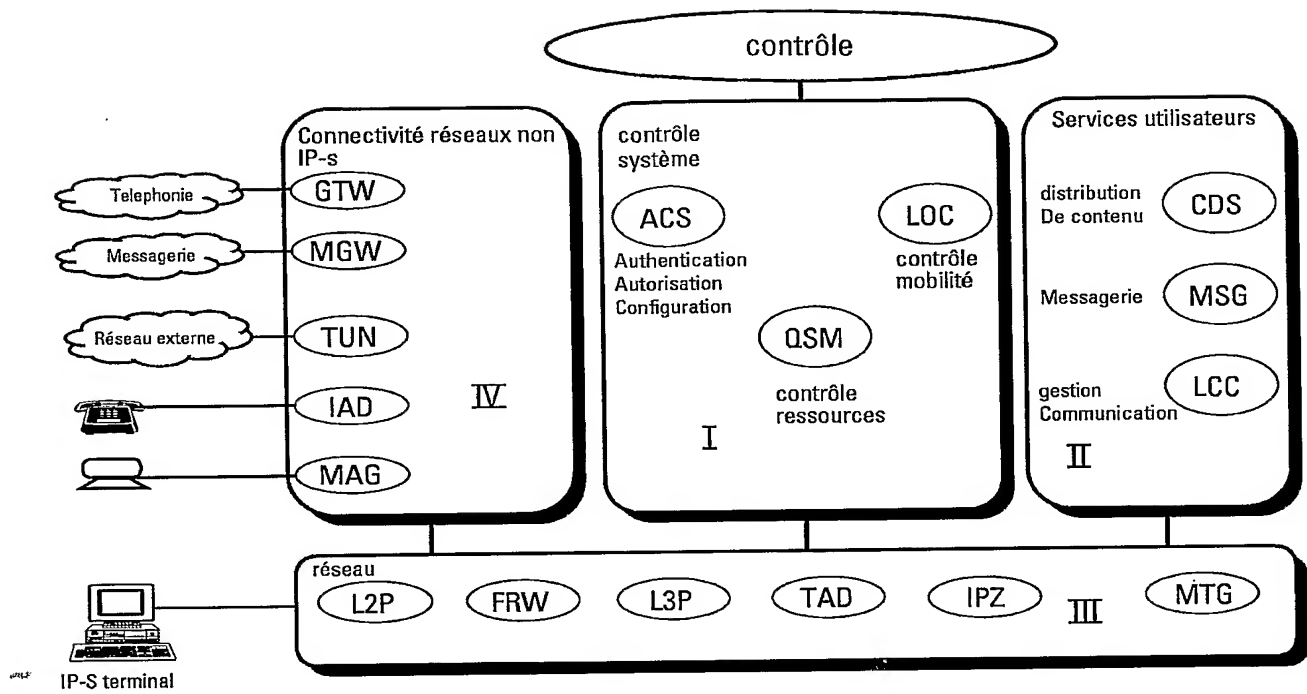 contrôle
Connectivité réseaux non
IP-s
GTW
MGW
TUN
IAD
MAG
IV
Telephonie
Messagerie
Réseau externe
contrôle
système
ACS
Authentication
Autorisation
Configuration
LOC
contrôle
mobilité
QSM
contrôle
ressources
I
Services utilisateurs
distribution
De contenu
CDS
Messagerie
MSG
gestion
Communication
LCC
II
réseau
L2P
FRW
L3P
TAD
IPZ
III
MTG
IP-S terminal